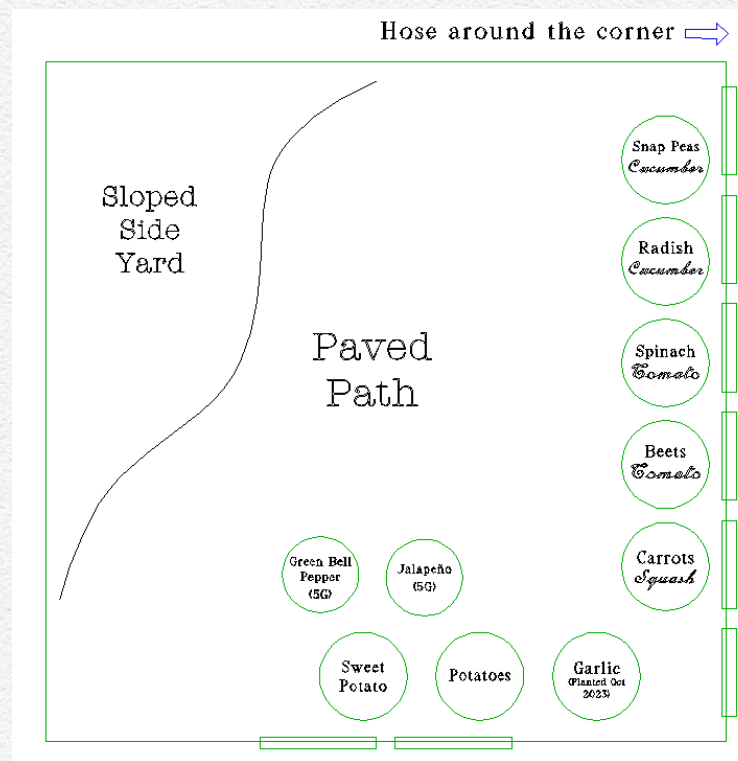 Hose around the corner
Snap Peas
Cucumber
Sloped
Side
Yard
Radish
Cucumber
Paved
Path
Spinach
Tomato
Beets
Tomato
Green Bell
Pepper
(5G)
Jalapeño
(5G)
Carrots
Squash
Sweet
Potato
Potatoes
Garlic
(Planted Oct
2023)